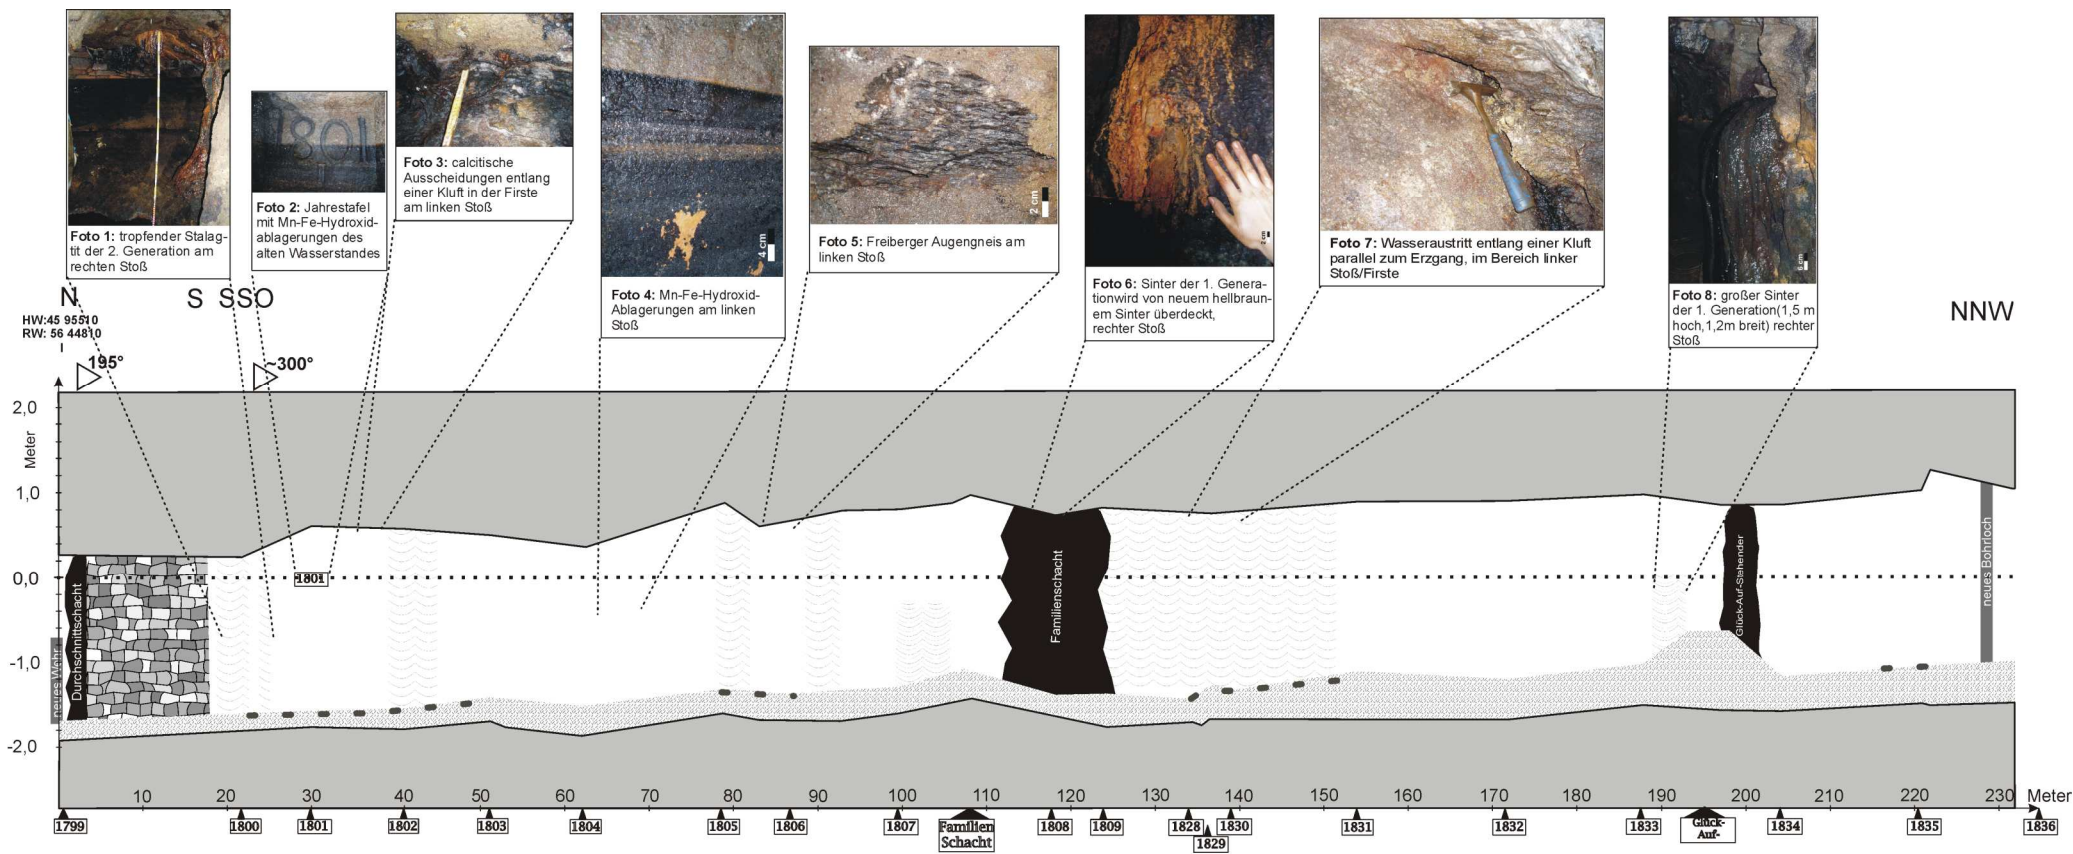 1801
4 cm
2 cm
2 cm
5 cm
Foto 1: tropfender Stalag-
tit der 2. Generation am
rechten Stoß
Foto 2: Jahrestafel
mit Mn-Fe-Hydroxid-
ablagerungen des
alten Wasserstandes
Foto 3: calcitische
Ausscheidungen entlang
einer Kluft in der Firste
am linken Stoß
Foto 4: Mn-Fe-Hydroxid-
Ablagerungen am linken
Stoß
Foto 5: Freiberger Augengneis am
linken Stoß
Foto 6: Sinter der 1. Genera-
tionwird von neuem hellbraun-
em Sinter überdeckt,
rechter Stoß
Foto 7: Wasseraustritt entlang einer Kluft
parallel zum Erzgang, im Bereich linker
Stoß/Firste
Foto 8: großer Sinter
der 1. Generation(1,5 m
hoch,1,2m breit) rechter
Stoß
N
S SSO
NNW
HW:45 95510
RW: 56 44810
195°
~300°
2,0
1,0
0,0
-1,0
-2,0
Meter
neues Wehr
Durchschnittschacht
1801
Familienschacht
Glück-Auf-Stehender
neues Bohrloch
10 20 30 40 50 60 70 80 90 100 110 120 130 140 150 160 170 180 190 200 210 220 230 Meter
1799 1800 1801 1802 1803 1804 1805 1806 1807 Familien 1808 1809 1828 1830 1831 1832 1833 Glück- 1834 1835 1836
Schacht 1829 Auf-